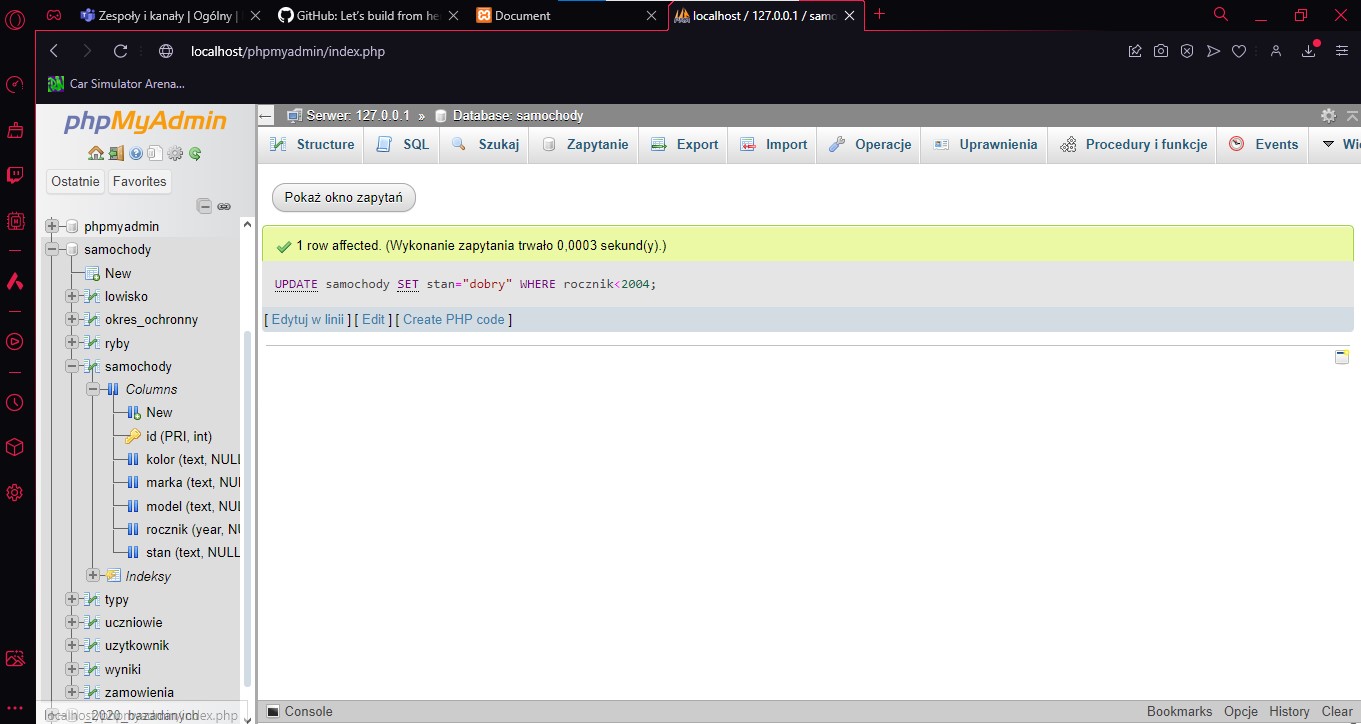 Zespoły i kanały | Ogólny |
GitHub: Let's build from he
Document
localhost / 127.0.0.1 / samo
localhost/phpmyadmin/index.php
Car Simulator Arena...
phpMyAdmin
Ostatnie
Favorites
phpmyadmin
samochody
New
lowisko
okres_ochronny
ryby
samochody
Columns
New
id (PRI, int)
kolor (text, NULL
marka (text, NU
model (text, NU
rocznik (year, N
stan (text, NULL
Indeksy
typy
uczniowie
uzytkownik
wyniki
zamowienia
localhost/phpmyadmin/index.php
Serwer: 127.0.0.1 » Database: samochody
Structure
SQL
Szukaj
Zapytanie
Export
Import
Operacje
Uprawnienia
Procedury i funkcje
Events
Wi
Pokaż okno zapytań
1 row affected. (Wykonanie zapytania trwało 0,0003 sekund(y).)
UPDATE samochody SET stan="dobry" WHERE rocznik<2004;
[ Edytuj w linii ] [ Edit ] [ Create PHP code ]
Console
Bookmarks
Opcje
History
Clear